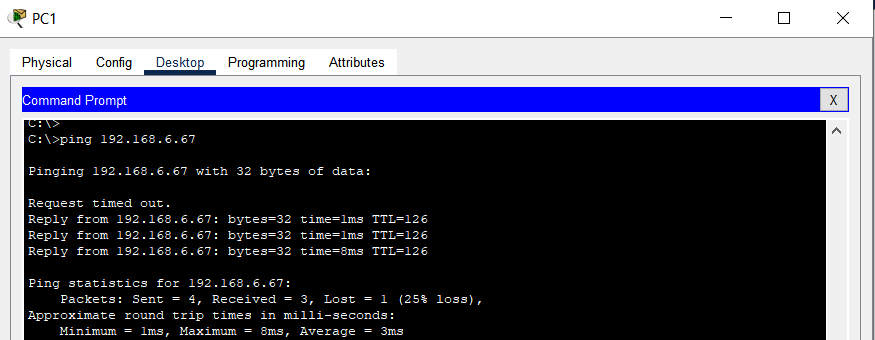 PC1
Physical Config Desktop Programming Attributes
Command Prompt X
C:\>
C:\>ping 192.168.6.67
Pinging 192.168.6.67 with 32 bytes of data:
Request timed out.
Reply from 192.168.6.67: bytes=32 time=1ms TTL=126
Reply from 192.168.6.67: bytes=32 time=1ms TTL=126
Reply from 192.168.6.67: bytes=32 time=8ms TTL=126
Ping statistics for 192.168.6.67:
Packets: Sent = 4, Received = 3, Lost = 1 (25% loss),
Approximate round trip times in milli-seconds:
Minimum = 1ms, Maximum = 8ms, Average = 3ms